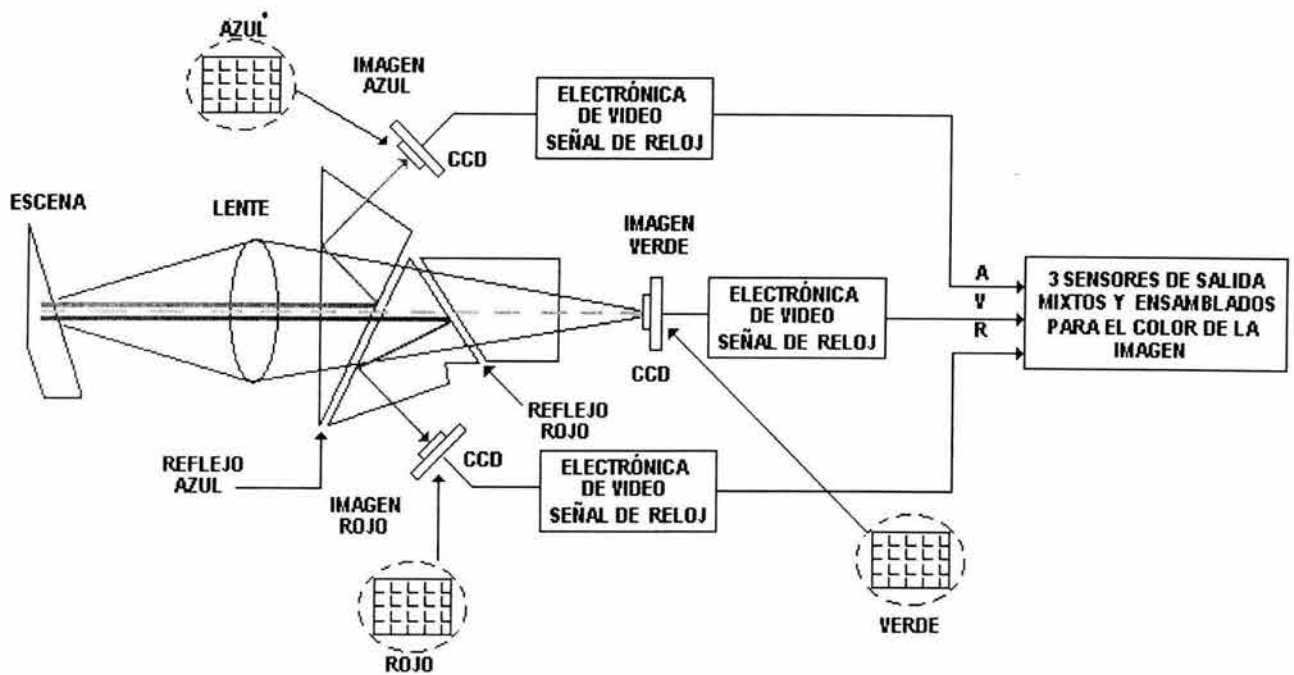 AZUL
IMAGEN
AZUL
ELECTRÓNICA
DE VIDEO
SEÑAL DE RELOJ
CCD
ESCENA
LENTE
IMAGEN
VERDE
ELECTRÓNICA
DE VIDEO
SEÑAL DE RELOJ
CCD
A
V
R
3 SENSORES DE SALIDA
MIXTOS Y ENSAMBLADOS
PARA EL COLOR DE LA
IMAGEN
REFLEJO
ROJO
REFLEJO
AZUL
CCD
IMAGEN
ROJO
ELECTRÓNICA
DE VIDEO
SEÑAL DE RELOJ
ROJO
VERDE